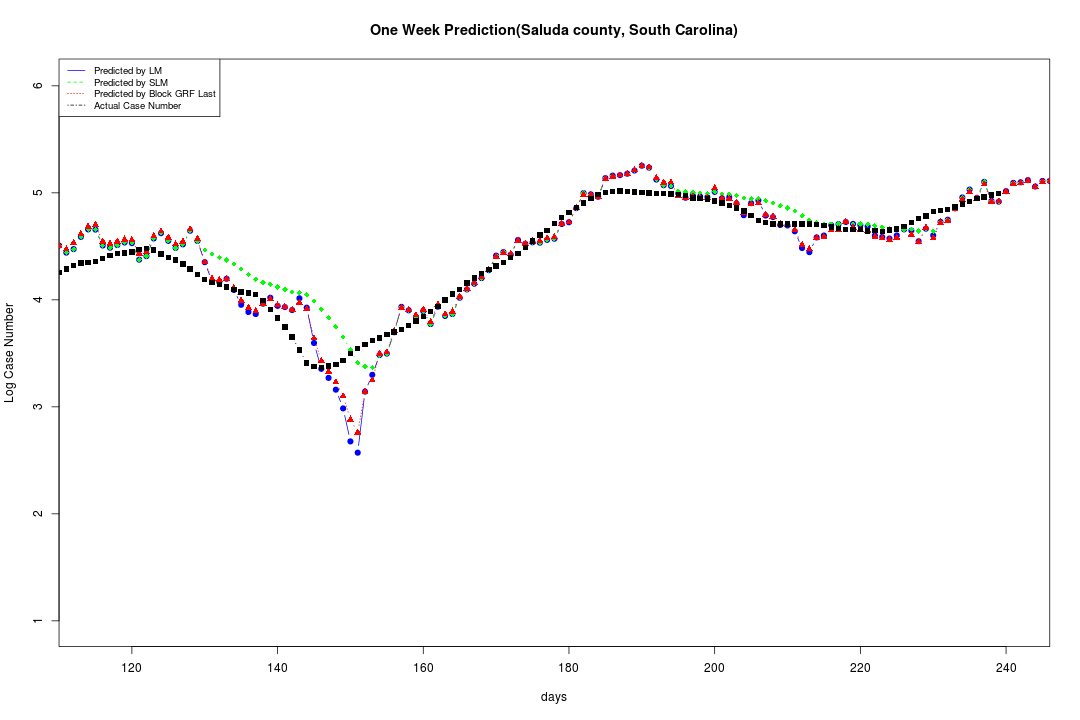 One Week Prediction(Saluda county, South Carolina)
Predicted by LM
Predicted by SLM
Predicted by Block GRF Last
Actual Case Number
6
5
4
3
2
1
Log Case Number
120 140 160 180 200 220 240
days